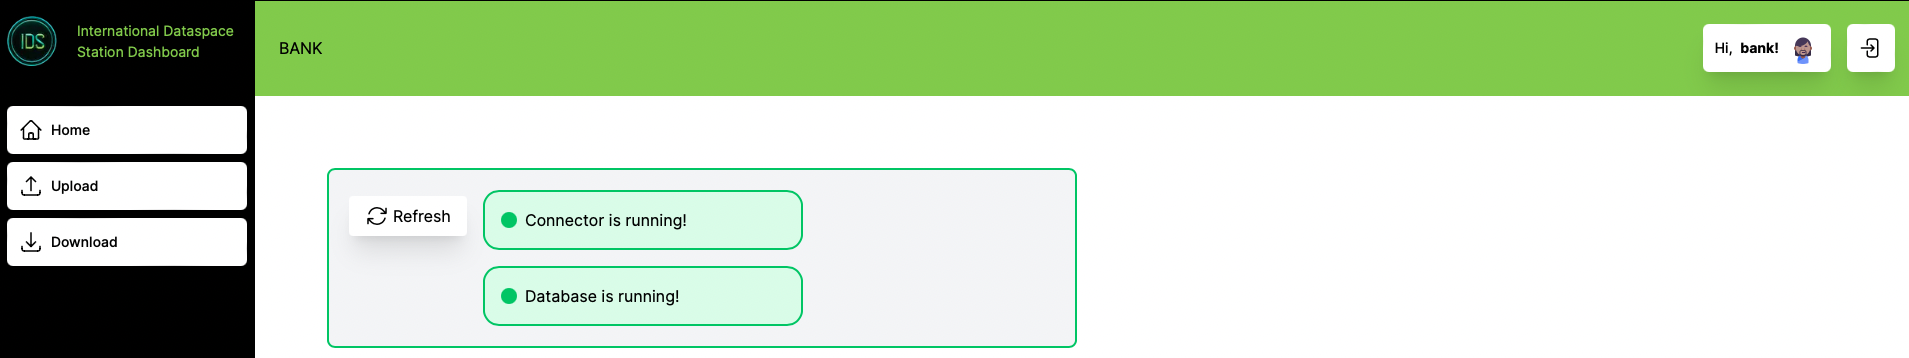 IDS
International Dataspace
Station Dashboard
BANK
Hi, bank!
Home
Upload
Download
Refresh
Connector is running!
Database is running!